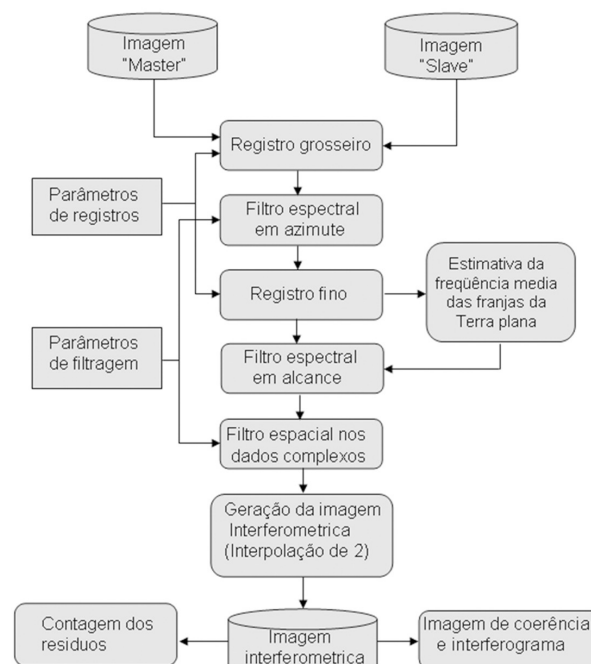 Imagem
"Master"
Imagem
"Slave"
Registro grosseiro
Parâmetros
de registros
Filtro espectral
em azimute
Estimativa da
freqüência media
das franjas da
Terra plana
Registro fino
Parâmetros
de filtragem
Filtro espectral
em alcance
Filtro espacial nos
dados complexos
Geração da imagem
Interferometrica
(Interpolação de 2)
Contagem dos
residuos
Imagem
interferometrica
Imagem de coerência
e interferograma